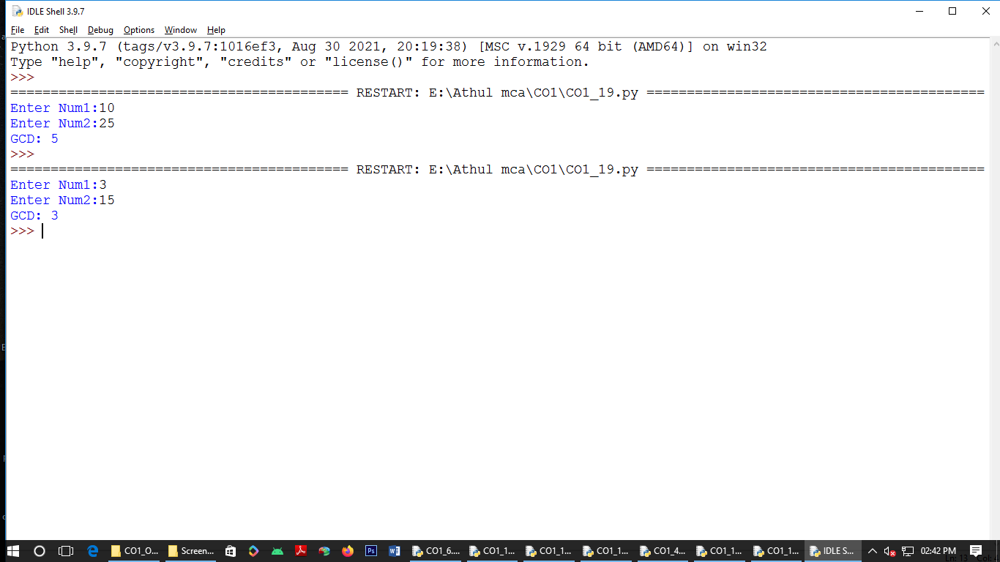 IDLE Shell 3.9.7
File Edit Shell Debug Options Window Help
Python 3.9.7 (tags/v3.9.7:1016ef3, Aug 30 2021, 20:19:38) [MSC v.1929 64 bit (AMD64)] on win32
Type "help", "copyright", "credits" or "license()" for more information.
>>>
========================================== RESTART: E:\Athul mca\CO1\CO1_19.py ==========================================
Enter Num1:10
Enter Num2:25
GCD: 5
>>>
========================================== RESTART: E:\Athul mca\CO1\CO1_19.py ==========================================
Enter Num1:3
Enter Num2:15
GCD: 3
>>>
CO1_O... Screen... Ps CO1_6.... CO1_1... CO1_1... CO1_1... CO1_4... CO1_1... CO1_1... IDLE S... 02:42 PM
Ln: 13